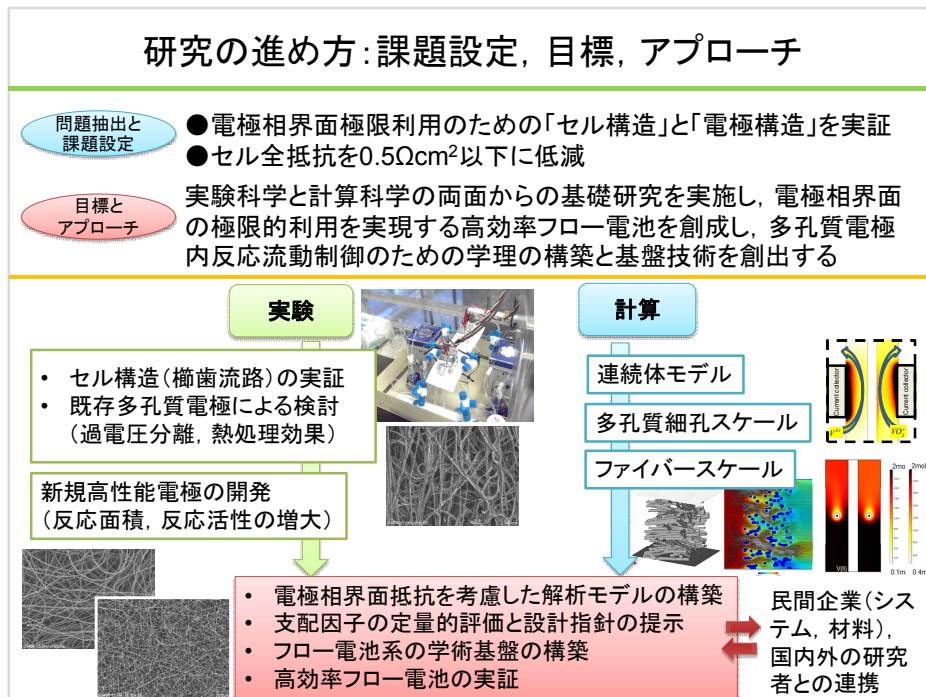 研究の進め方：課題設定，目標，アプローチ
問題抽出と
課題設定
●電極相界面極限利用のための「セル構造」と「電極構造」を実証
●セル全抵抗を0.5Ωcm²以下に低減
目標と
アプローチ
実験科学と計算科学の両面からの基礎研究を実施し，電極相界面
の極限的利用を実現する高効率フロー電池を創成し，多孔質電極
内反応流動制御のための学理の構築と基盤技術を創出する
実験
計算
• セル構造（櫛歯流路）の実証
• 既存多孔質電極による検討
（過電圧分離，熱処理効果）
新規高性能電極の開発
（反応面積，反応活性の増大）
連続体モデル
多孔質細孔スケール
ファイバースケール
Current collector
Current collector
2mo
2mol
V(II)
0.1m
0.4m
• 電極相界面抵抗を考慮した解析モデルの構築
• 支配因子の定量的評価と設計指針の提示
• フロー電池系の学術基盤の構築
• 高効率フロー電池の実証
民間企業（シス
テム，材料），
国内外の研究
者との連携